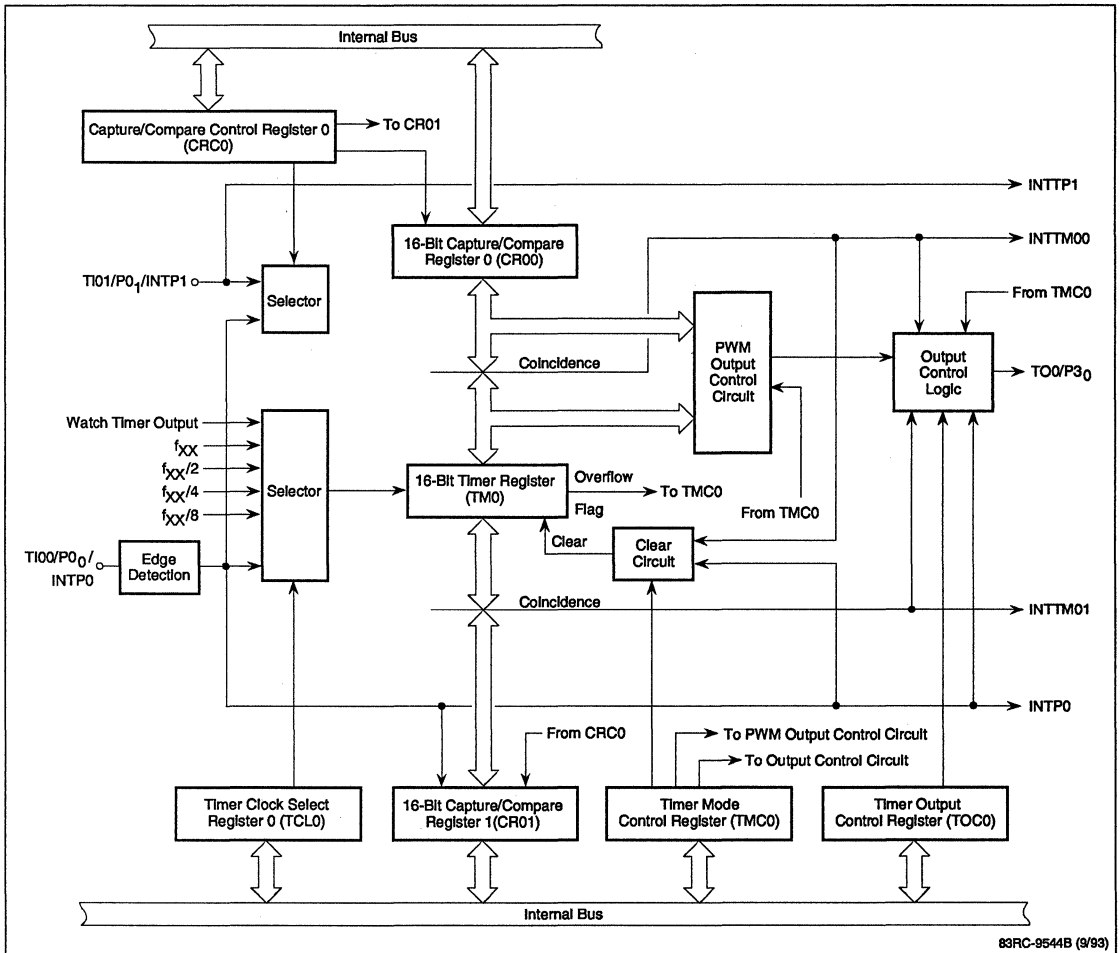 Internal Bus
Capture/Compare Control Register 0
(CRC0)
To CR01
INTTP1
16-Bit Capture/Compare
Register 0 (CR00)
INTTM00
TI01/P01/INTP1
Selector
From TMC0
PWM
Output
Control
Circuit
Output
Control
Logic
TO0/P30
Coincidence
Watch Timer Output
fXX
fXX/2
fXX/4
fXX/8
Selector
16-Bit Timer Register
(TM0)
Overflow
Flag
To TMC0
From TMC0
Clear
Clear
Circuit
TI00/P00/
INTP0
Edge
Detection
Coincidence
INTTM01
INTP0
From CRC0
To PWM Output Control Circuit
To Output Control Circuit
Timer Clock Select
Register 0 (TCL0)
16-Bit Capture/Compare
Register 1(CR01)
Timer Mode
Control Register (TMC0)
Timer Output
Control Register (TOC0)
Internal Bus
83RC-9544B (9/93)